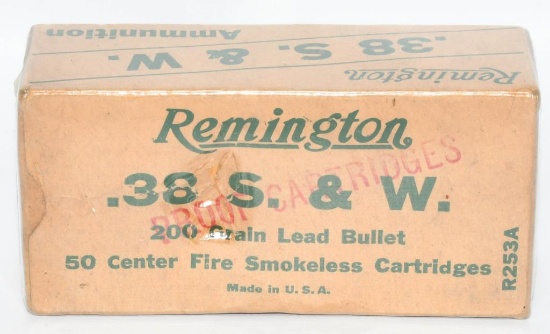 .38 S. & W.
Ammunition
Remington
Remington
.38 S. & W.
PROOF CARTRIDGES
200 Grain Lead Bullet
50 Center Fire Smokeless Cartridges
Made in U.S.A.
R253A